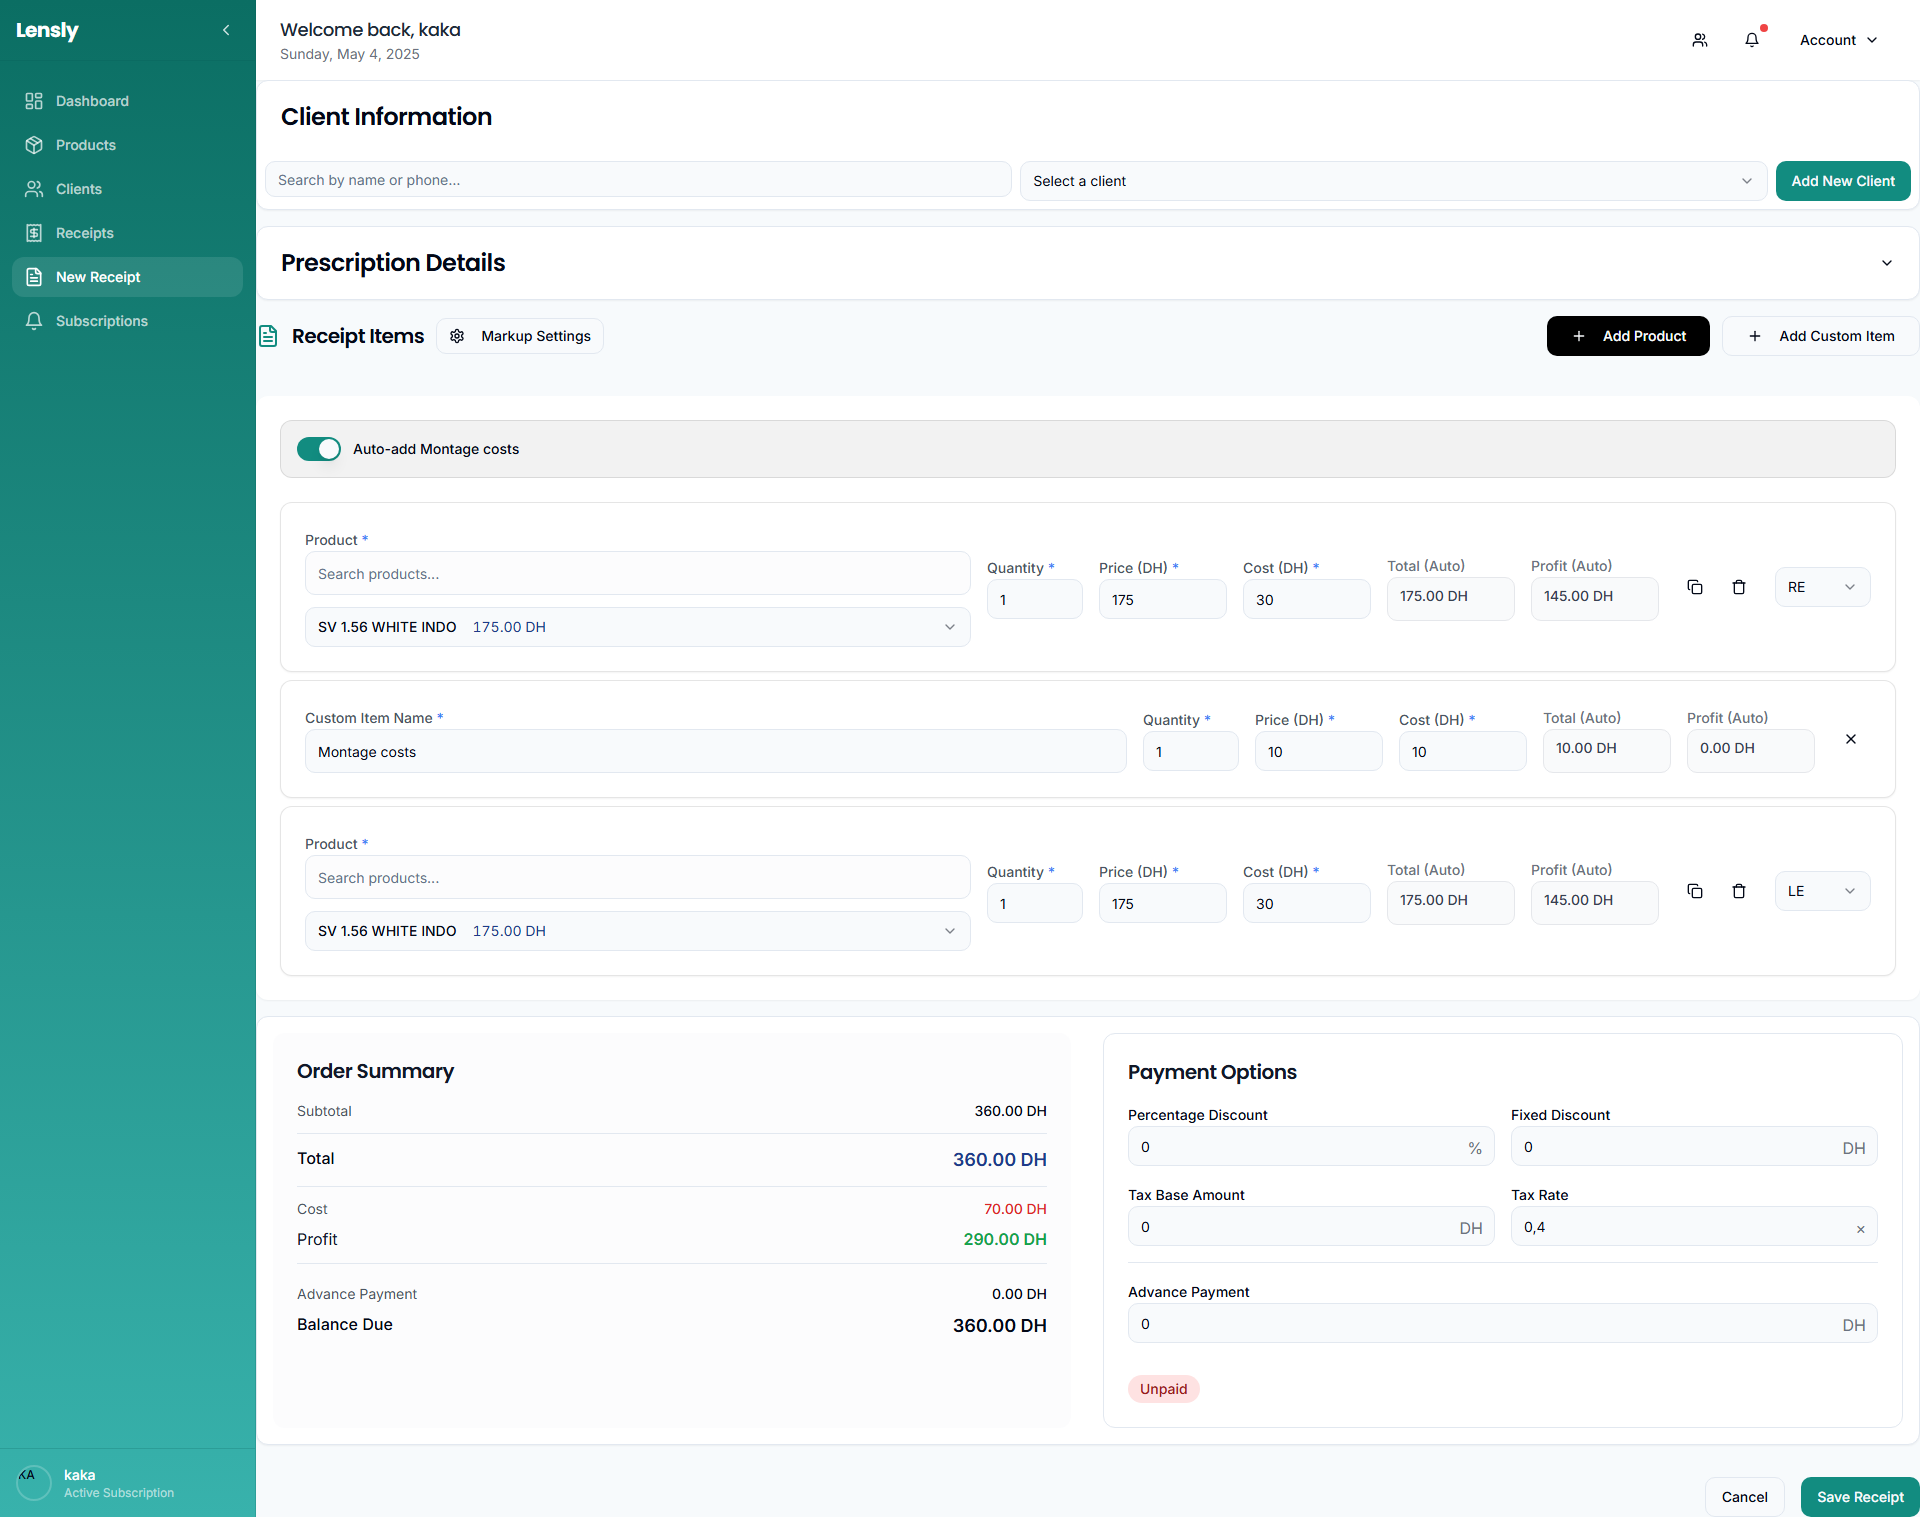 Lensly
Dashboard
Products
Clients
Receipts
New Receipt
Subscriptions
KA
kaka
Active Subscription
Welcome back, kaka
Sunday, May 4, 2025
Account
Client Information
Search by name or phone...
Select a client
Add New Client
Prescription Details
Receipt Items
Markup Settings
Add Product
Add Custom Item
Auto-add Montage costs
Product *
Search products...
SV 1.56 WHITE INDO 175.00 DH
Quantity *
1
Price (DH) *
175
Cost (DH) *
30
Total (Auto)
175.00 DH
Profit (Auto)
145.00 DH
RE
Custom Item Name *
Montage costs
Quantity *
1
Price (DH) *
10
Cost (DH) *
10
Total (Auto)
10.00 DH
Profit (Auto)
0.00 DH
Product *
Search products...
SV 1.56 WHITE INDO 175.00 DH
Quantity *
1
Price (DH) *
175
Cost (DH) *
30
Total (Auto)
175.00 DH
Profit (Auto)
145.00 DH
LE
Order Summary
Subtotal 360.00 DH
Total 360.00 DH
Cost 70.00 DH
Profit 290.00 DH
Advance Payment 0.00 DH
Balance Due 360.00 DH
Payment Options
Percentage Discount
0 %
Fixed Discount
0 DH
Tax Base Amount
0 DH
Tax Rate
0,4 ×
Advance Payment
0 DH
Unpaid
Cancel
Save Receipt